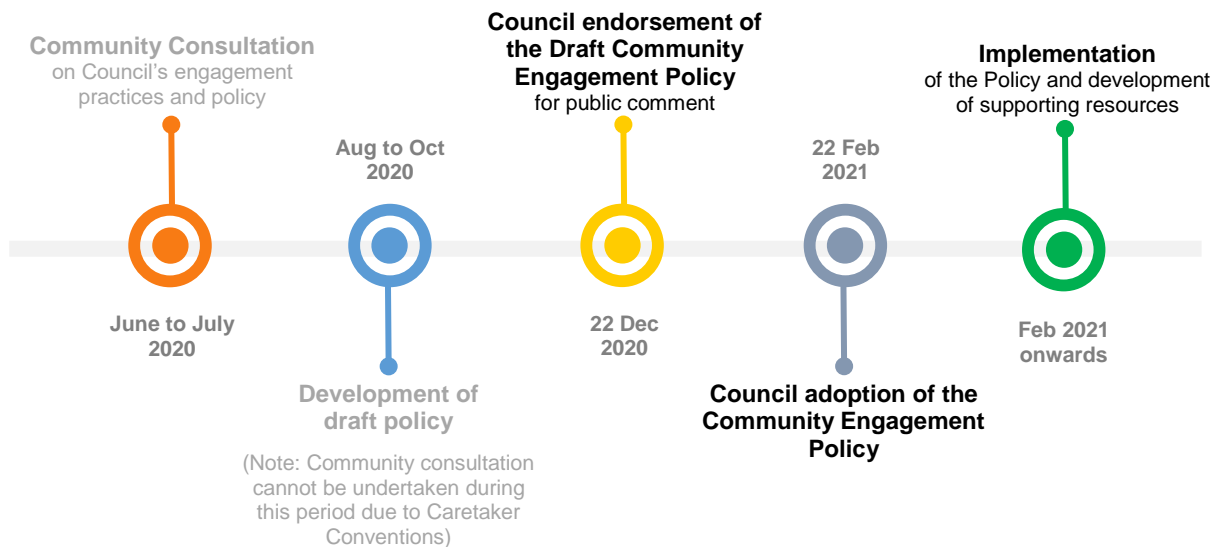 Community Consultation
on Council's engagement
practices and policy
June to July
2020
Aug to Oct
2020
Development of
draft policy
(Note: Community consultation
cannot be undertaken during
this period due to Caretaker
Conventions)
Council endorsement of
the Draft Community
Engagement Policy
for public comment
22 Dec
2020
22 Feb
2021
Council adoption of the
Community Engagement
Policy
Implementation
of the Policy and development
of supporting resources
Feb 2021
onwards